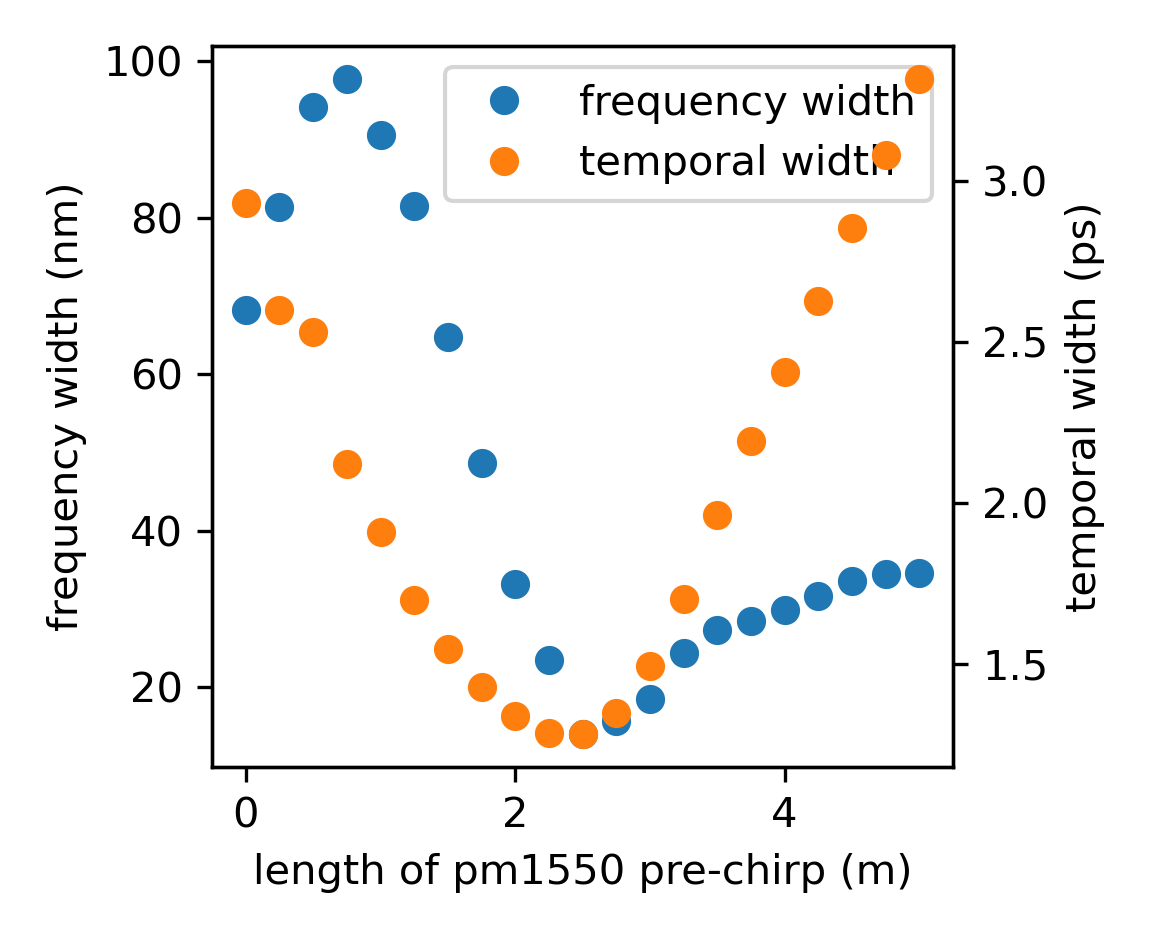 100
80
60
40
20
frequency width (nm)
frequency width
temporal width
3.0
2.5
2.0
1.5
temporal width (ps)
0 2 4
length of pm1550 pre-chirp (m)